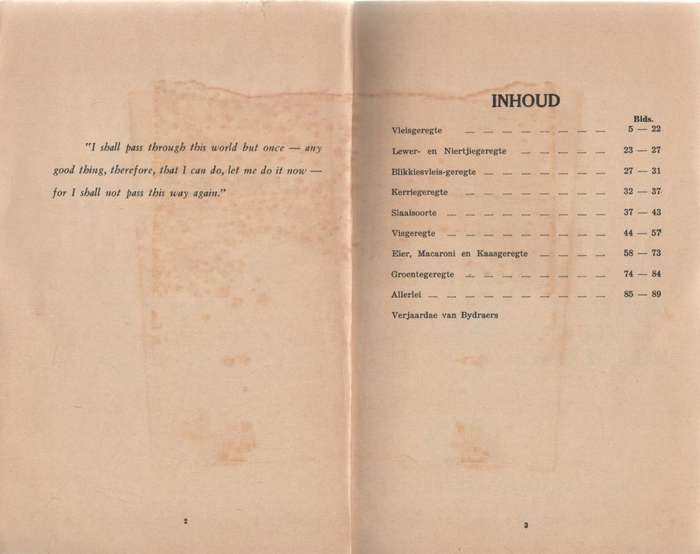 "I shall pass through this world but once — any
good thing, therefore, that I can do, let me do it now —
for I shall not pass this way again."
2
INHOUD
Blds.
Vleisgeregte — — — — — — — — 5 — 22
Lewer- en Niertjiegeregte — — — — — — 23 — 27
Blikkiesvleis-geregte — — — — — — — 27 — 31
Kerriegeregte — — — — — — — — 32 — 37
Slaaisoorte — — — — — — — — — 37 — 43
Visgeregte — — — — — — — — — 44 — 57
Eier, Macaroni en Kaasgeregte — — — — — 58 — 73
Groentegeregte — — — — — — — — 74 — 84
Allerlei — — — — — — — — — — 85 — 89
Verjaardae van Bydraers
3